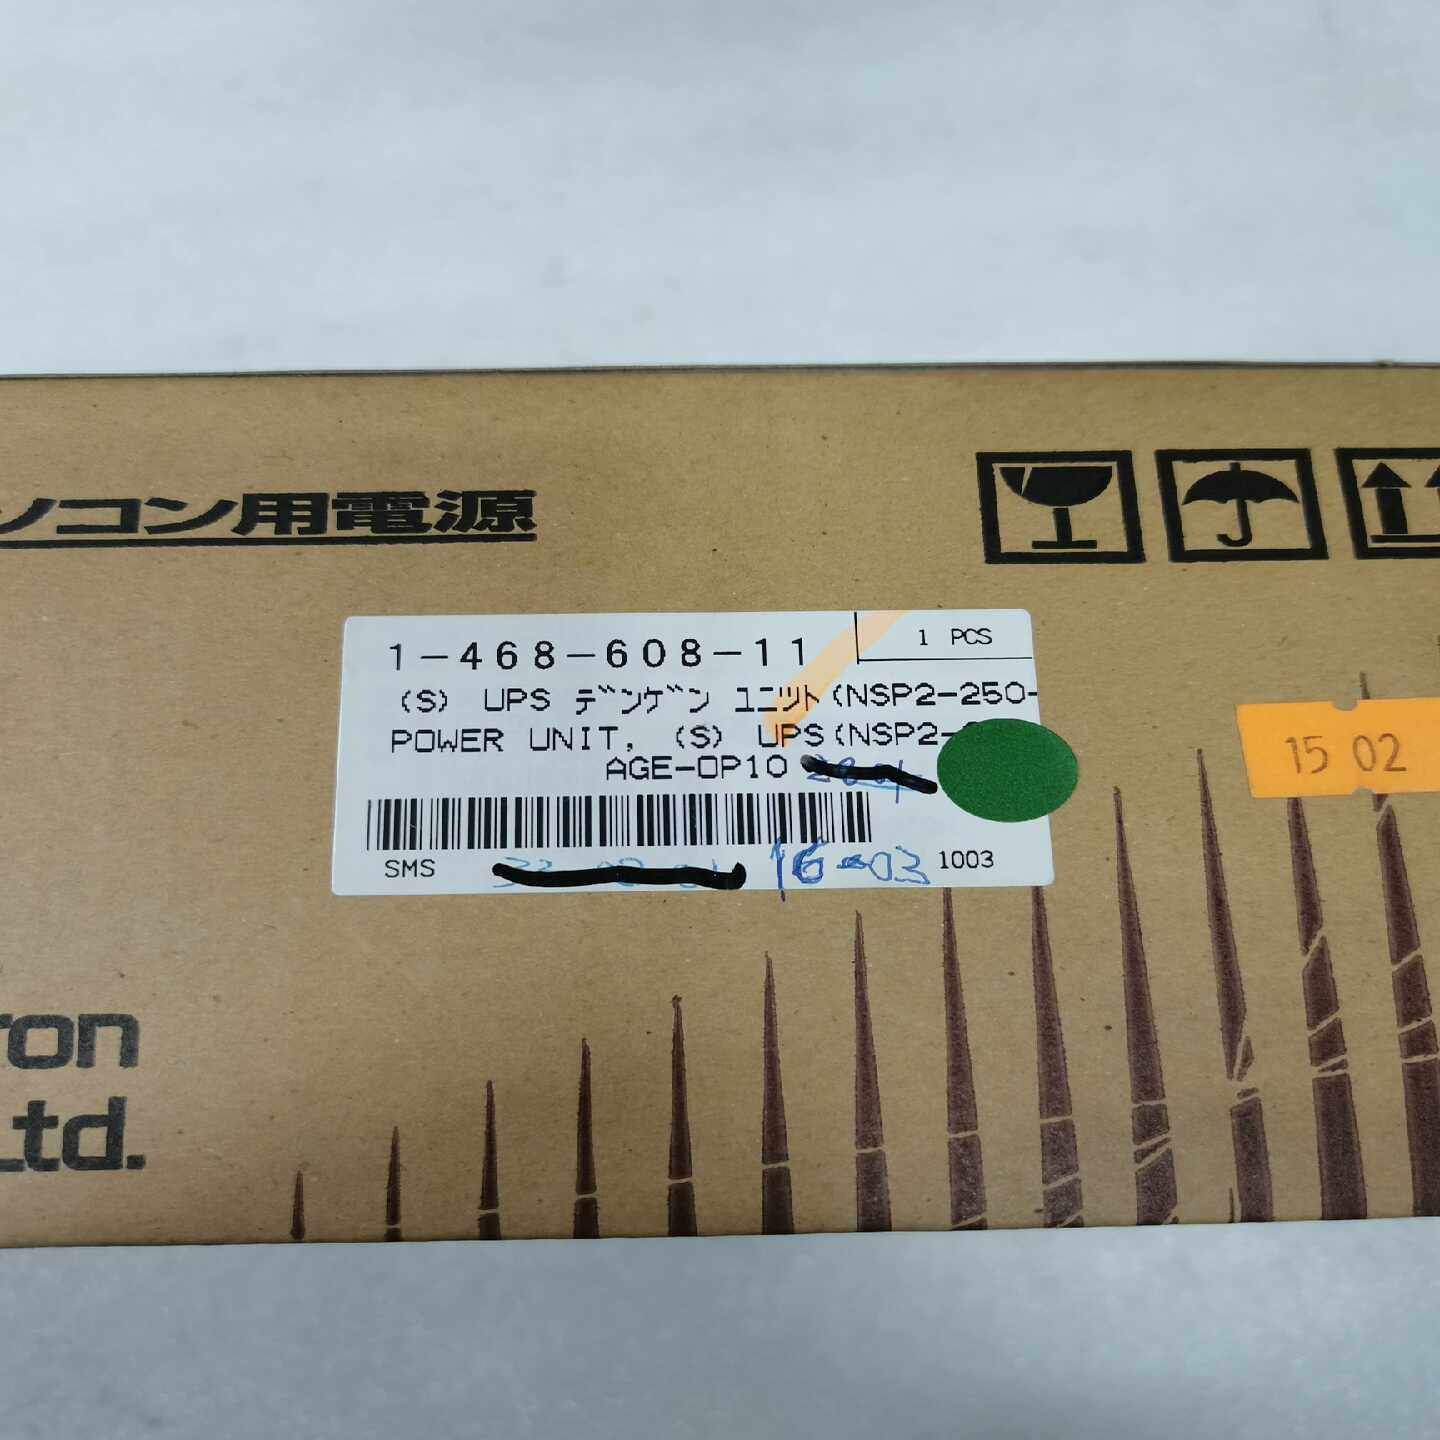 ソコン用電源
1-468-608-11
1 PCS
(S) UPS デンゲン ユニット(NSP2-250-
POWER UNIT, (S) UPS(NSP2-
AGE-OP10
SMS
16-03
1003
15 02
ron
Ltd.